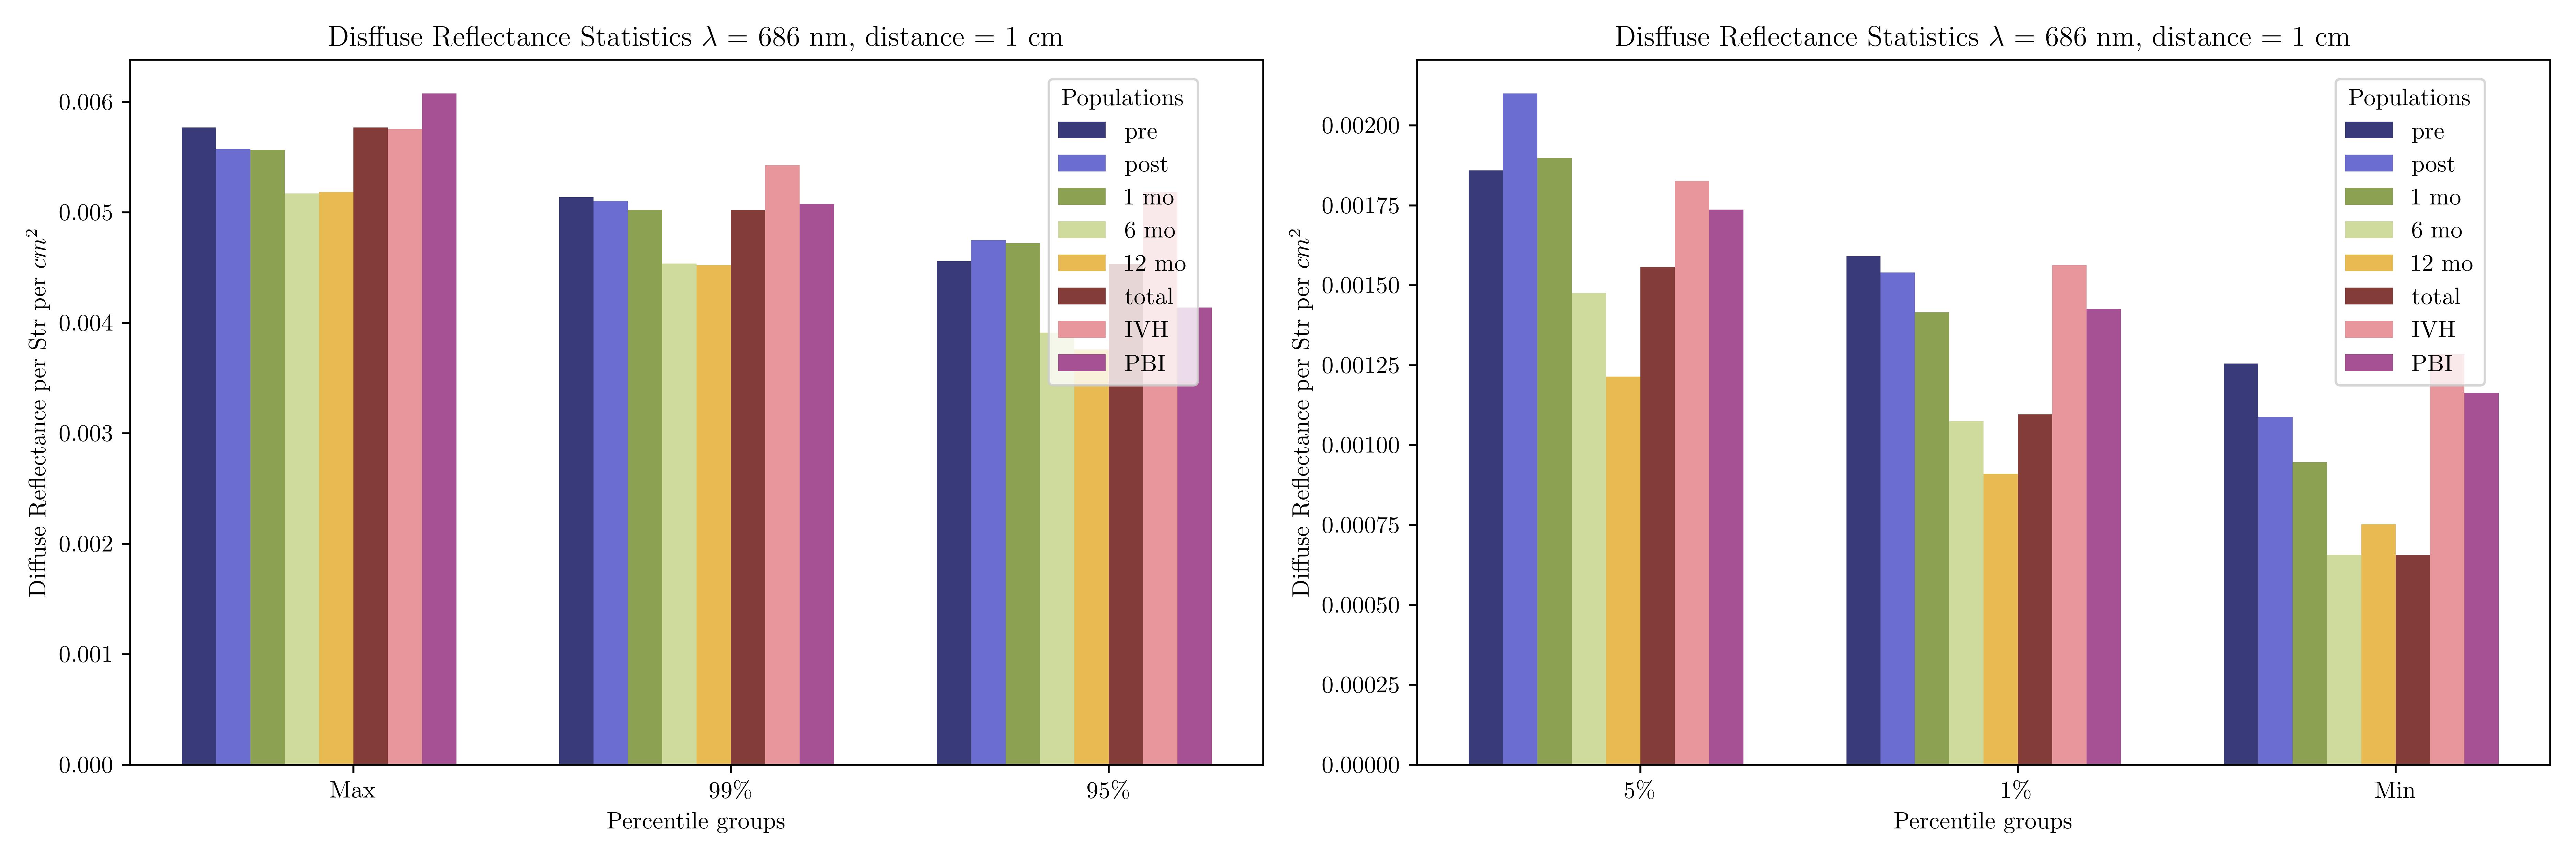 Disffuse Reflectance Statistics λ = 686 nm, distance = 1 cm
Diffuse Reflectance per Str per cm²
0.006
0.005
0.004
0.003
0.002
0.001
0.000
Populations
pre
post
1 mo
6 mo
12 mo
total
IVH
PBI
Max
99%
95%
Percentile groups
Disffuse Reflectance Statistics λ = 686 nm, distance = 1 cm
Diffuse Reflectance per Str per cm²
0.00200
0.00175
0.00150
0.00125
0.00100
0.00075
0.00050
0.00025
0.00000
Populations
pre
post
1 mo
6 mo
12 mo
total
IVH
PBI
5%
1%
Min
Percentile groups